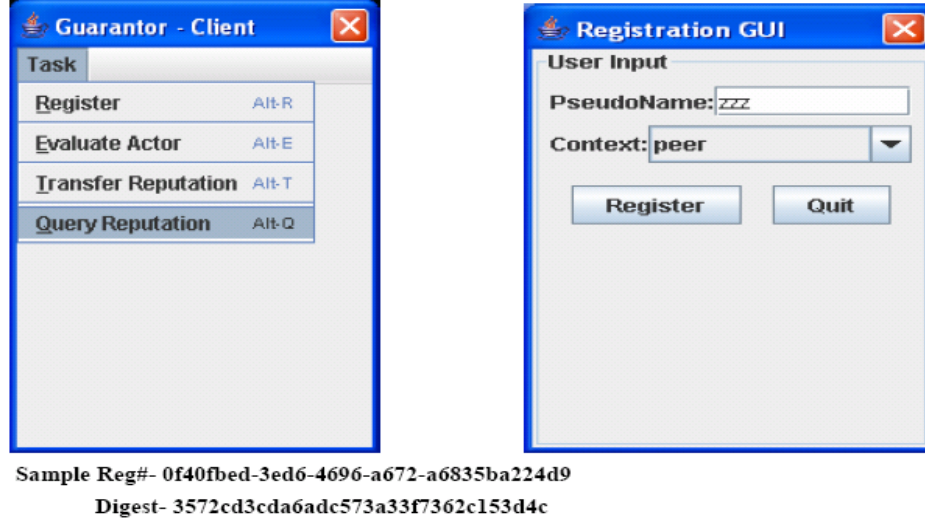 Guarantor - Client
Task
Register Alt-R
Evaluate Actor Alt-E
Transfer Reputation Alt-T
Query Reputation Alt-Q
Registration GUI
User Input
PseudoName: zzz
Context: peer
Register Quit
Sample Reg#- 0f40fbed-3ed6-4696-a672-a6835ba224d9
Digest- 3572cd3cda6adc573a33f7362c153d4c